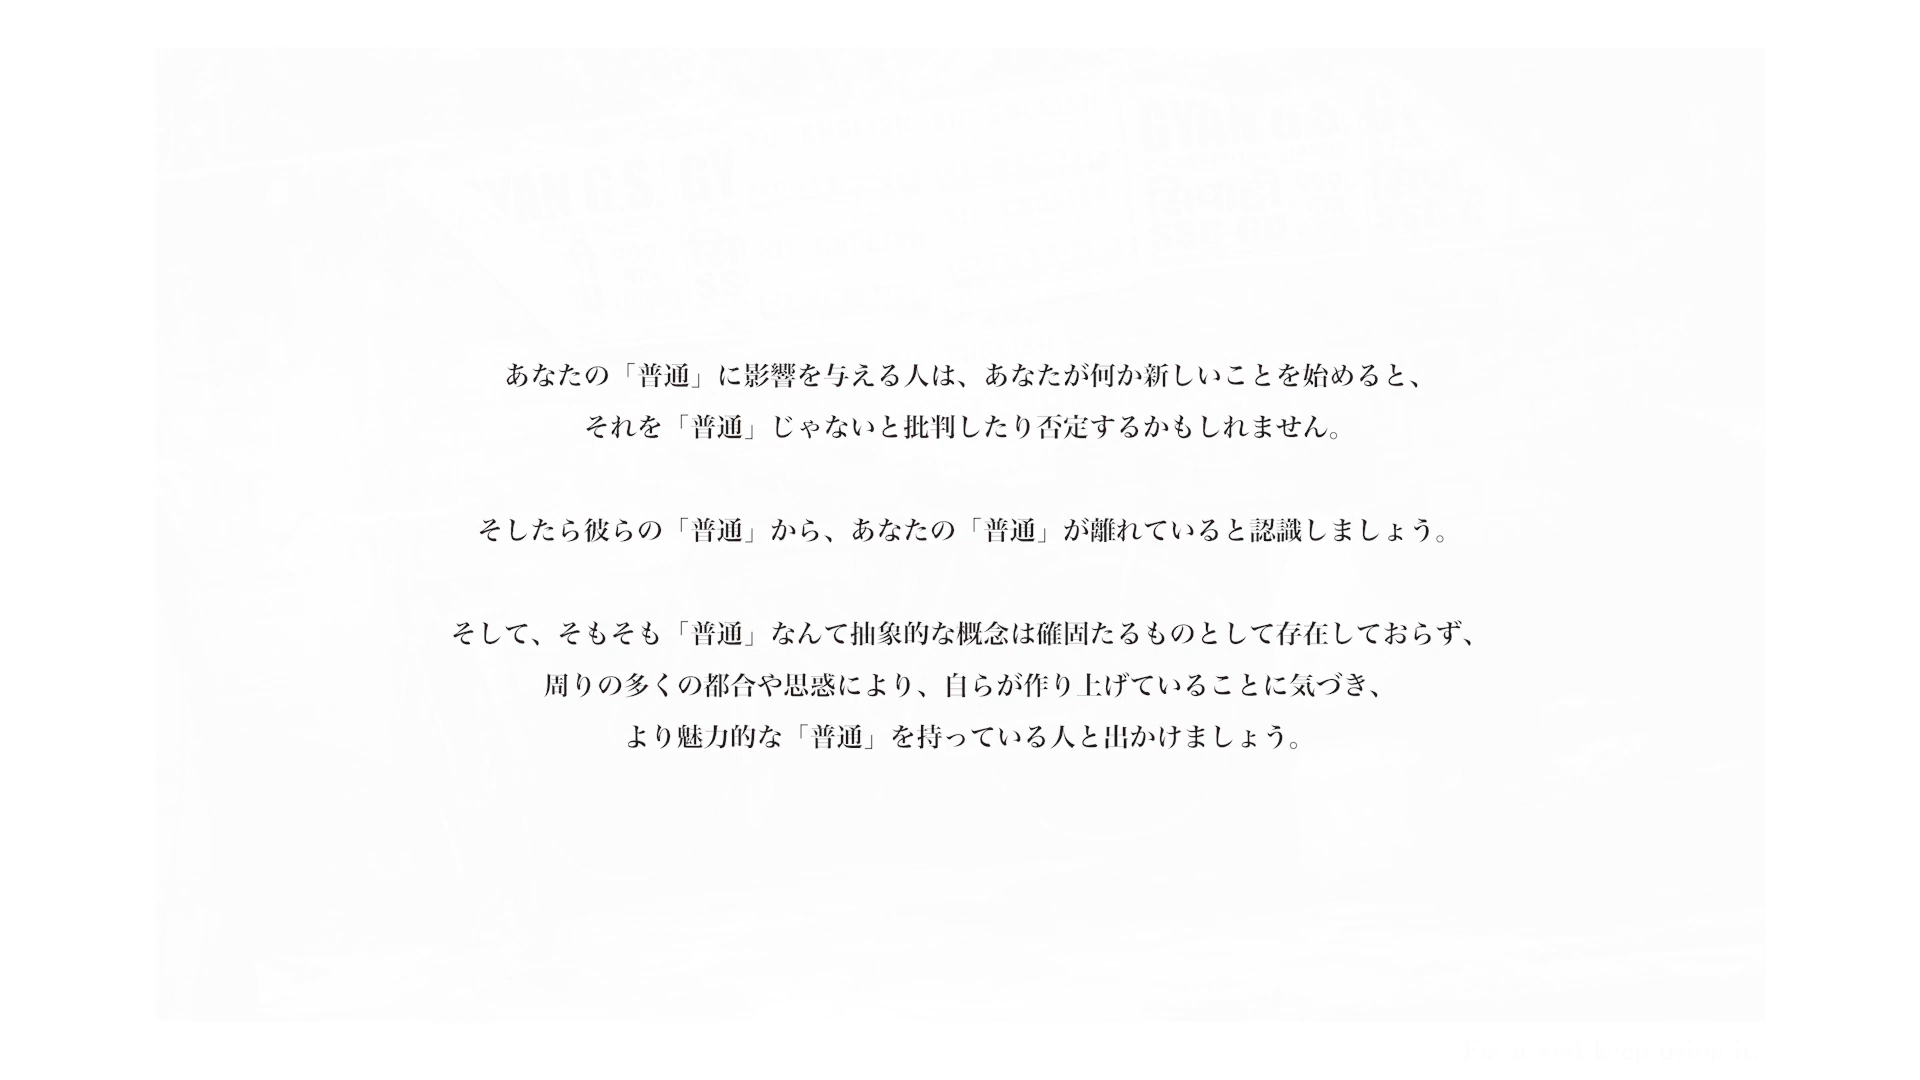 あなたの「普通」に影響を与える人は、あなたが何か新しいことを始めると、
それを「普通」じゃないと批判したり否定するかもしれません。
そしたら彼らの「普通」から、あなたの「普通」が離れていると認識しましょう。
そして、そもそも「普通」なんて抽象的な概念は確固たるものとして存在しておらず、
周りの多くの都合や思惑により、自らが作り上げていることに気づき、
より魅力的な「普通」を持っている人と出かけましょう。
GYAN G.S.
GY
YAN G.S.
GY